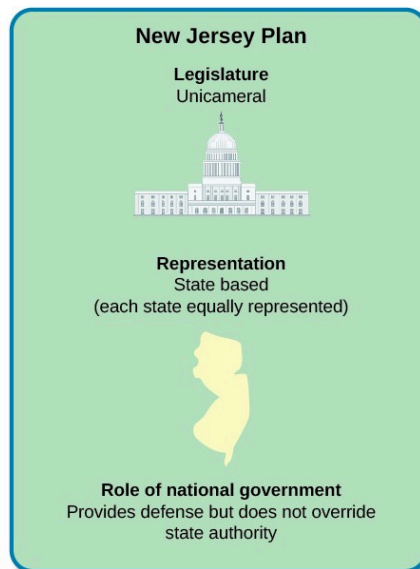 New Jersey Plan
Legislature
Unicameral
Representation
State based
(each state equally represented)
Role of national government
Provides defense but does not override
state authority